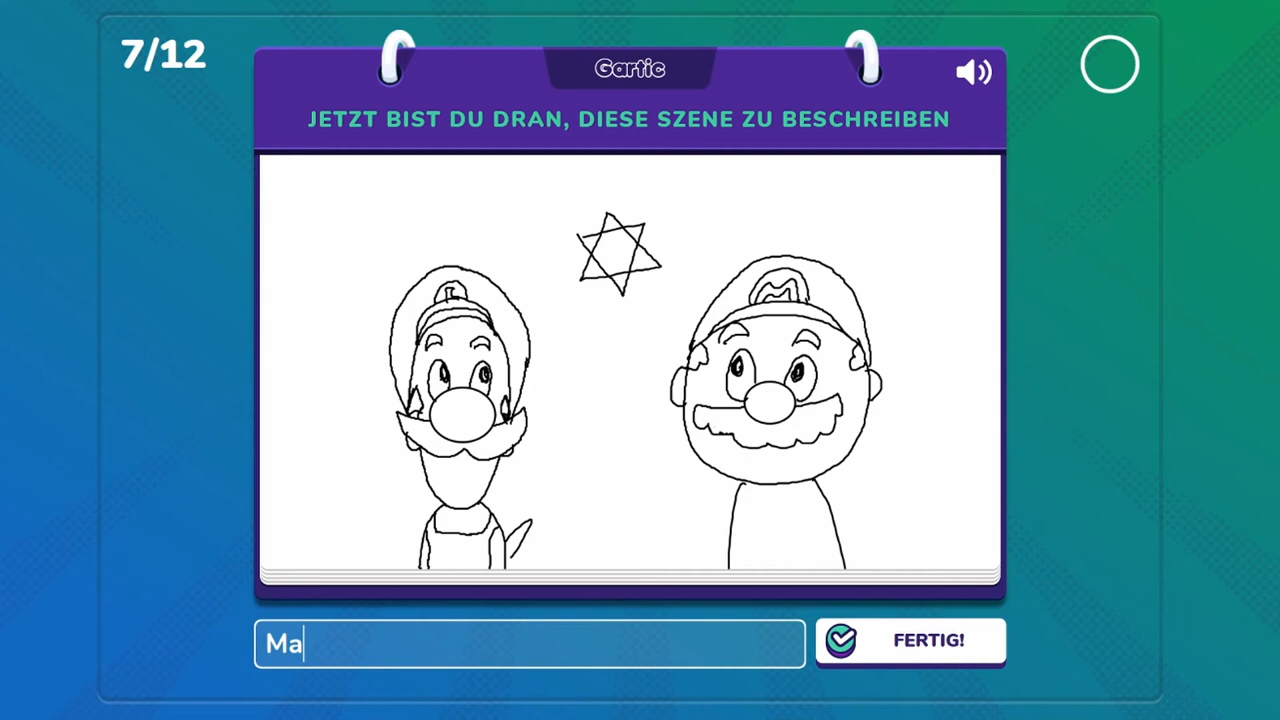 7/12
Gartic
JETZT BIST DU DRAN, DIESE SZENE ZU BESCHREIBEN
L
M
Ma
FERTIG!